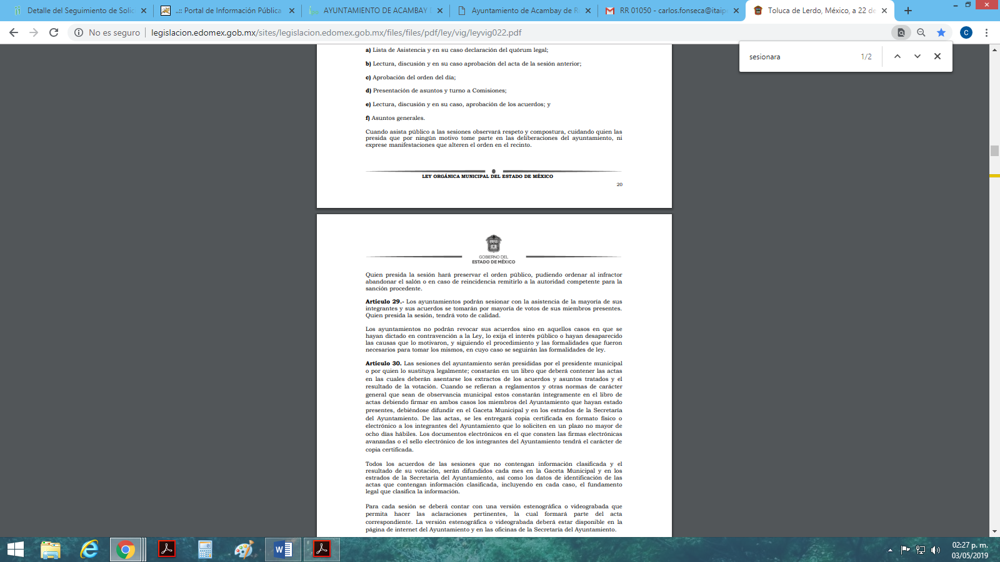 Detalle del Seguimiento de Solic
..:: Portal de Información Pública
AYUNTAMIENTO DE ACAMBAY
Ayuntamiento de Acambay de R
RR 01050 - carlos.fonseca@itaip
Toluca de Lerdo, México, a 22 de
No es seguro
legislacion.edomex.gob.mx/sites/legislacion.edomex.gob.mx/files/files/pdf/ley/vig/leyvig022.pdf
C
sesionara
1/2
a) Lista de Asistencia y en su caso declaración del quórum legal;
b) Lectura, discusión y en su caso aprobación del acta de la sesión anterior;
c) Aprobación del orden del día;
d) Presentación de asuntos y turno a Comisiones;
e) Lectura, discusión y en su caso, aprobación de los acuerdos; y
f) Asuntos generales.
Cuando asista público a las sesiones observará respeto y compostura, cuidando quien las
presida que por ningún motivo tome parte en las deliberaciones del ayuntamiento, ni
exprese manifestaciones que alteren el orden en el recinto.
LEY ORGÁNICA MUNICIPAL DEL ESTADO DE MÉXICO
20
GOBIERNO DEL
ESTADO DE MÉXICO
Quien presida la sesión hará preservar el orden público, pudiendo ordenar al infractor
abandonar el salón o en caso de reincidencia remitirlo a la autoridad competente para la
sanción procedente.
Artículo 29.- Los ayuntamientos podrán sesionar con la asistencia de la mayoría de sus
integrantes y sus acuerdos se tomarán por mayoría de votos de sus miembros presentes.
Quien presida la sesión, tendrá voto de calidad.
Los ayuntamientos no podrán revocar sus acuerdos sino en aquellos casos en que se
hayan dictado en contravención a la Ley, lo exija el interés público o hayan desaparecido
las causas que lo motivaron, y siguiendo el procedimiento y las formalidades que fueron
necesarios para tomar los mismos, en cuyo caso se seguirán las formalidades de ley.
Artículo 30. Las sesiones del ayuntamiento serán presididas por el presidente municipal
o por quien lo sustituya legalmente; constarán en un libro que deberá contener las actas
en las cuales deberán asentarse los extractos de los acuerdos y asuntos tratados y el
resultado de la votación. Cuando se refieran a reglamentos y otras normas de carácter
general que sean de observancia municipal estos constarán íntegramente en el libro de
actas debiendo firmar en ambos casos los miembros del Ayuntamiento que hayan estado
presentes, debiéndose difundir en el Gaceta Municipal y en los estrados de la Secretaría
del Ayuntamiento. De las actas, se les entregará copia certificada en formato físico o
electrónico a los integrantes del Ayuntamiento que lo soliciten en un plazo no mayor de
ocho días hábiles. Los documentos electrónicos en el que consten las firmas electrónicas
avanzadas o el sello electrónico de los integrantes del Ayuntamiento tendrá el carácter de
copia certificada.
Todos los acuerdos de las sesiones que no contengan información clasificada y el
resultado de su votación, serán difundidos cada mes en la Gaceta Municipal y en los
estrados de la Secretaría del Ayuntamiento, así como los datos de identificación de las
actas que contengan información clasificada, incluyendo en cada caso, el fundamento
legal que clasifica la información.
Para cada sesión se deberá contar con una versión estenográfica o videograbada que
permita hacer las aclaraciones pertinentes, la cual formará parte del acta
correspondiente. La versión estenográfica o videograbada deberá estar disponible en la
página de internet del Ayuntamiento y en las oficinas de la Secretaría del Ayuntamiento.
02:27 p. m.
03/05/2019